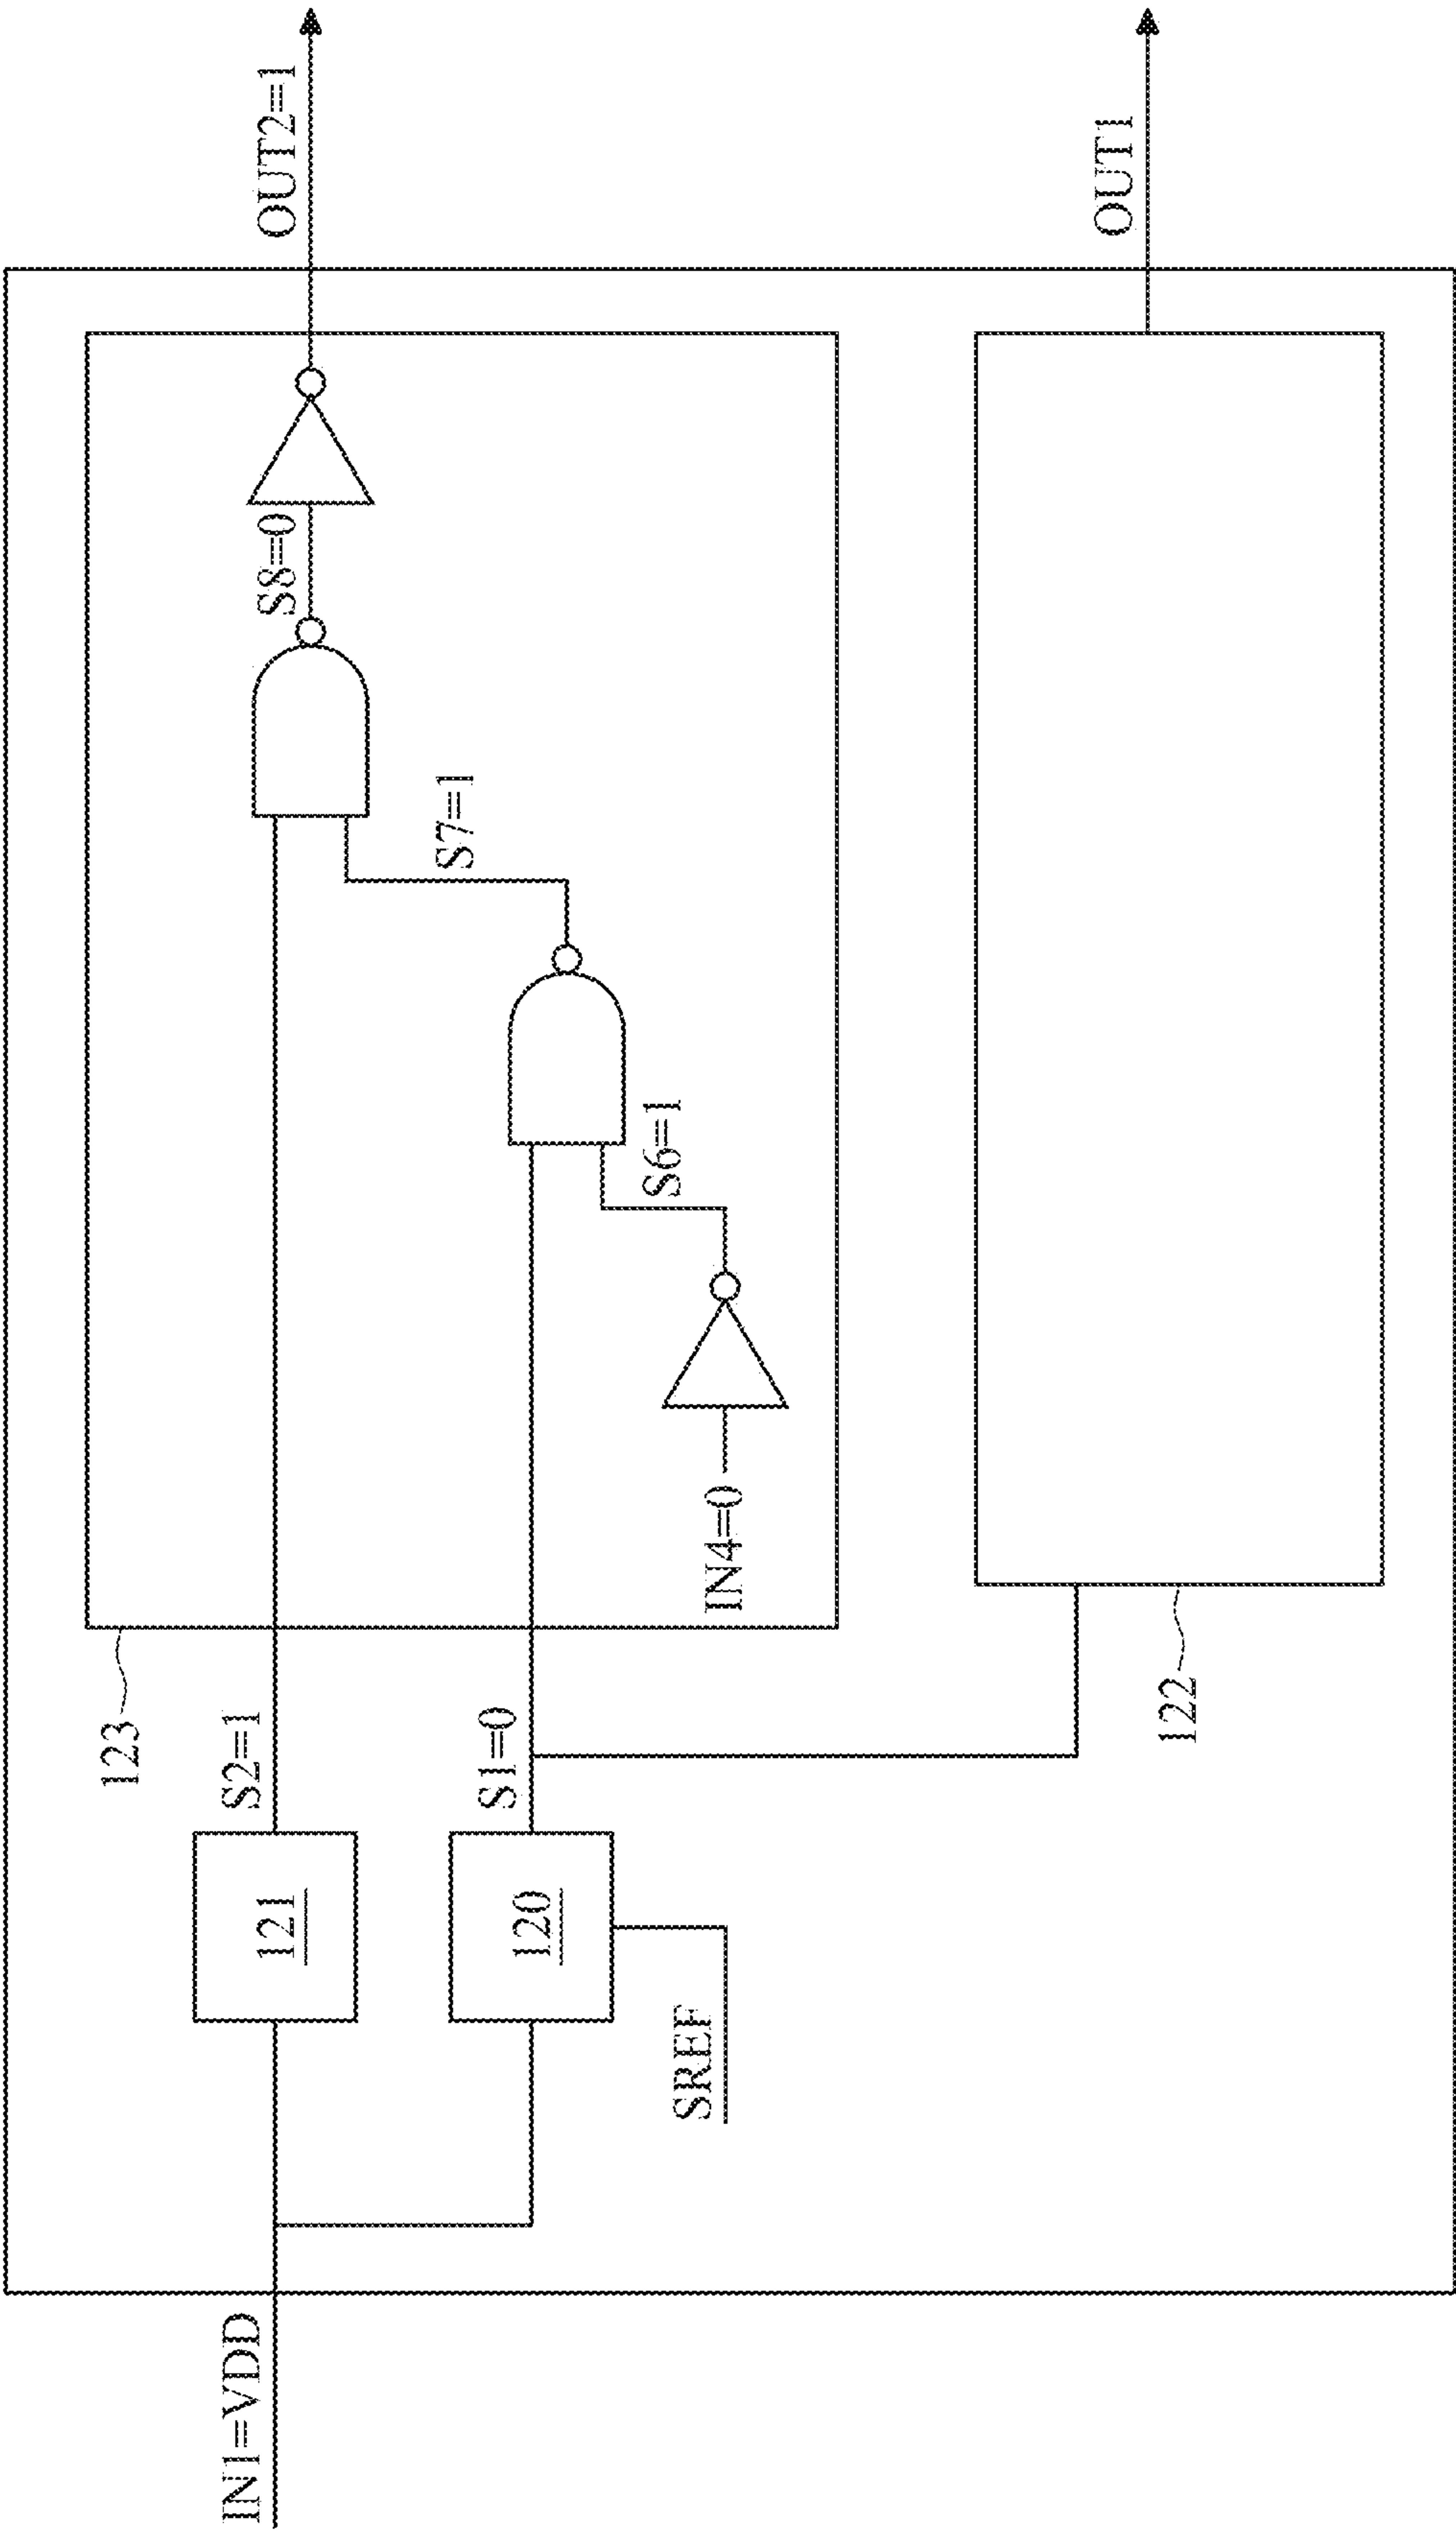 IN1=VDD
121
S2=1
123
S8=0
OUT2=1
S7=1
120
S1=0
S6=1
SREF
IN4=0
122
OUT1